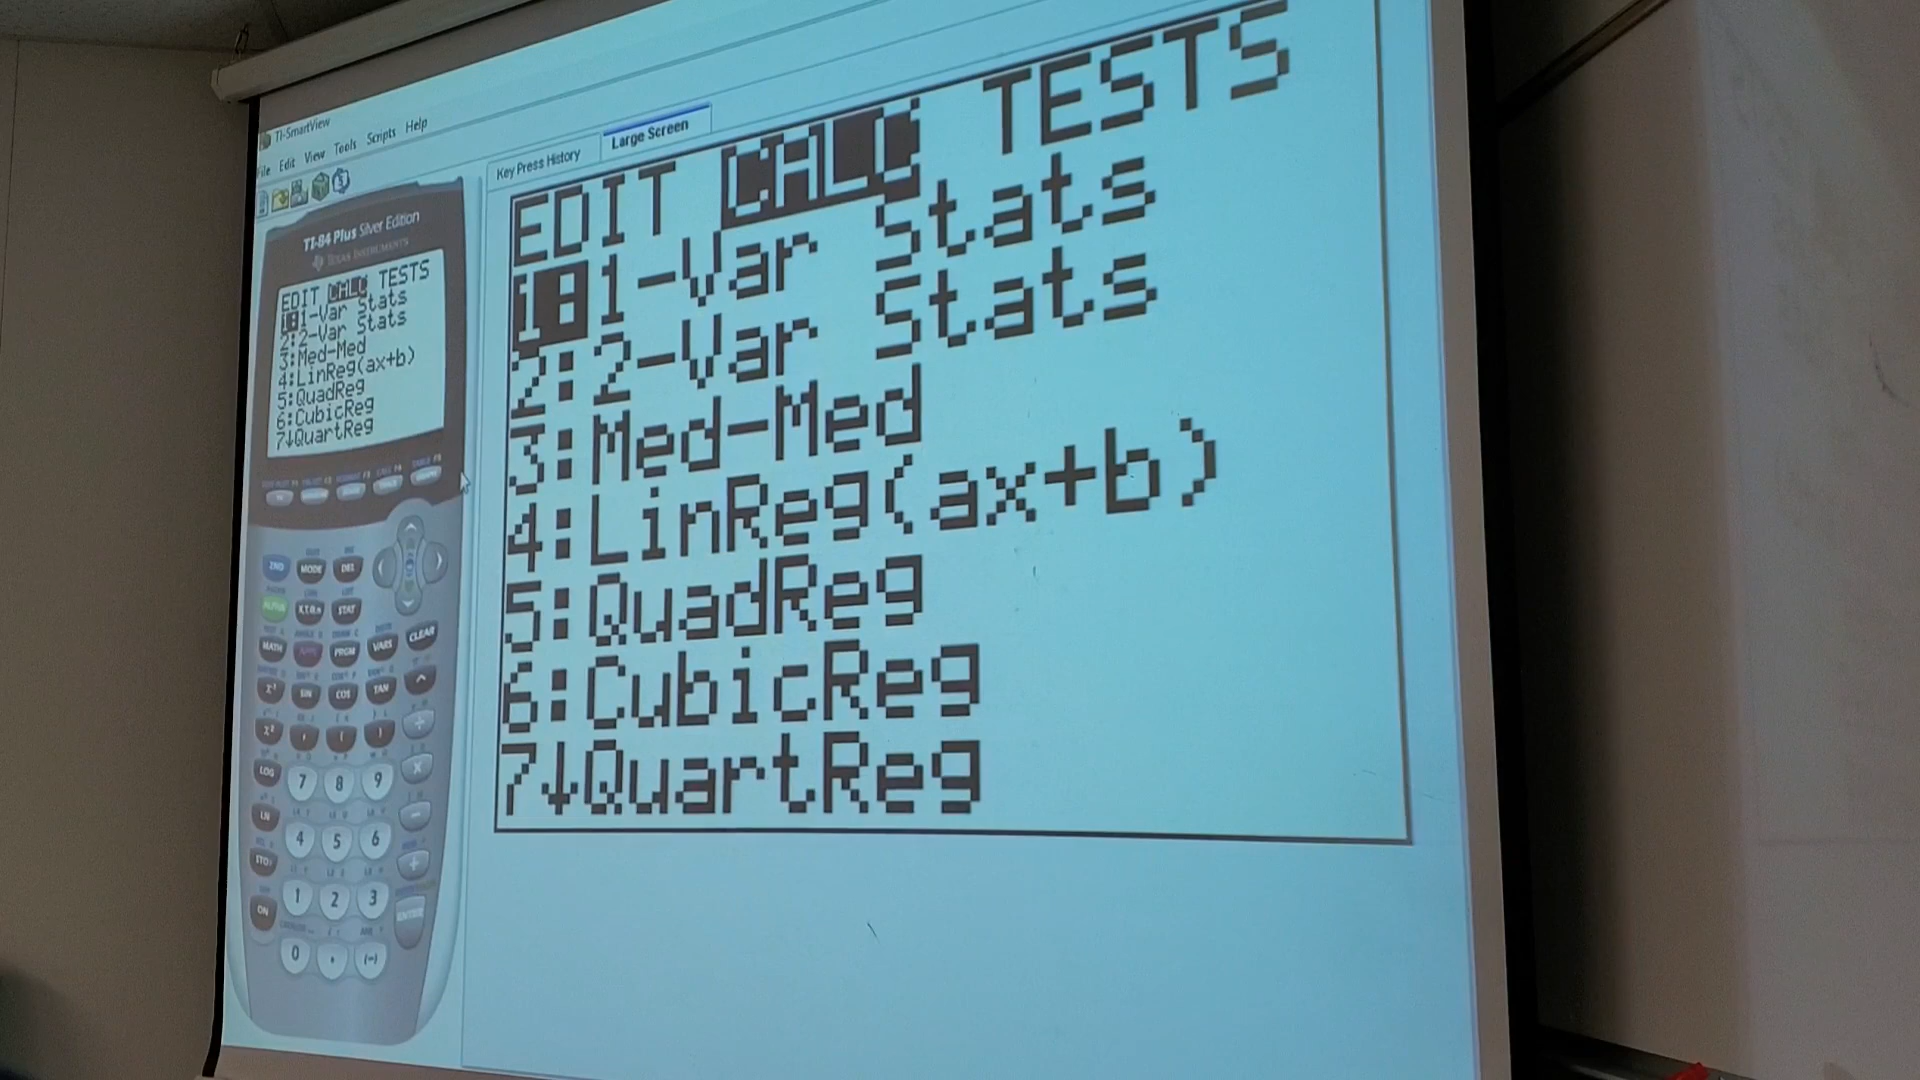 TI-SmartView
File Edit View Tools Scripts Help
Key Press History
Large Screen
TI-84 Plus Silver Edition
TEXAS INSTRUMENTS
EDIT CALC TESTS
1:1-Var Stats
2:2-Var Stats
3:Med-Med
4:LinReg(ax+b)
5:QuadReg
6:CubicReg
7↓QuartReg
EDIT CALC TESTS
1:1-Var Stats
2:2-Var Stats
3:Med-Med
4:LinReg(ax+b)
5:QuadReg
6:CubicReg
7↓QuartReg
2ND MODE DEL
ALPHA X,T,θ,n STAT
MATH APPS PRGM VARS CLEAR
SIN COS TAN ^
x² , ( ) ÷
LOG 7 8 9 ×
LN 4 5 6 −
STO› 1 2 3 +
ON 0 . (-) ENTER